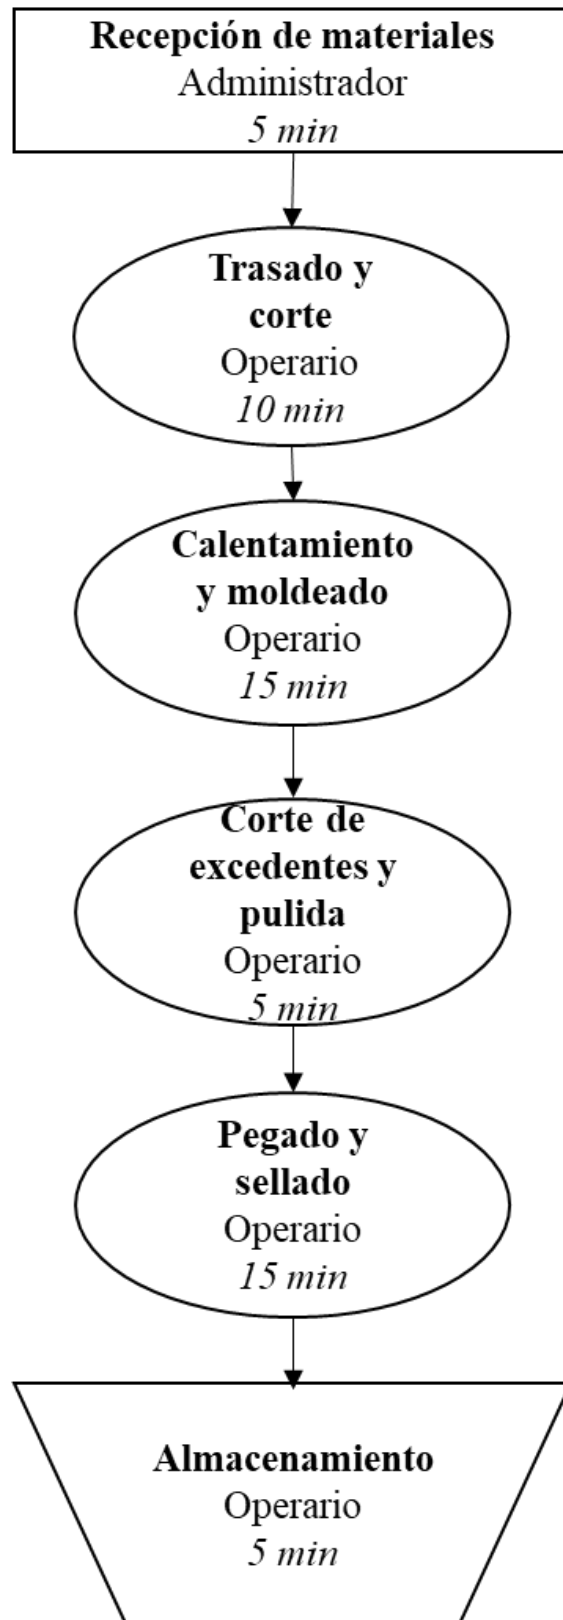 Recepción de materiales
Administrador
5 min
Trasado y
corte
Operario
10 min
Calentamiento
y moldeado
Operario
15 min
Corte de
excedentes y
pulida
Operario
5 min
Pegado y
sellado
Operario
15 min
Almacenamiento
Operario
5 min